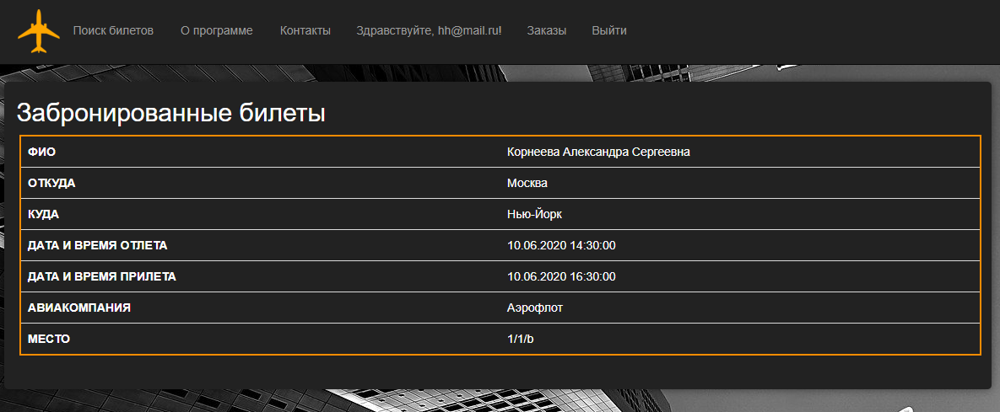 Поиск билетов О программе Контакты Здравствуйте, hh@mail.ru! Заказы Выйти
Забронированные билеты
ФИО Корнеева Александра Сергеевна
ОТКУДА Москва
КУДА Нью-Йорк
ДАТА И ВРЕМЯ ОТЛЕТА 10.06.2020 14:30:00
ДАТА И ВРЕМЯ ПРИЛЕТА 10.06.2020 16:30:00
АВИАКОМПАНИЯ Аэрофлот
МЕСТО 1/1/b